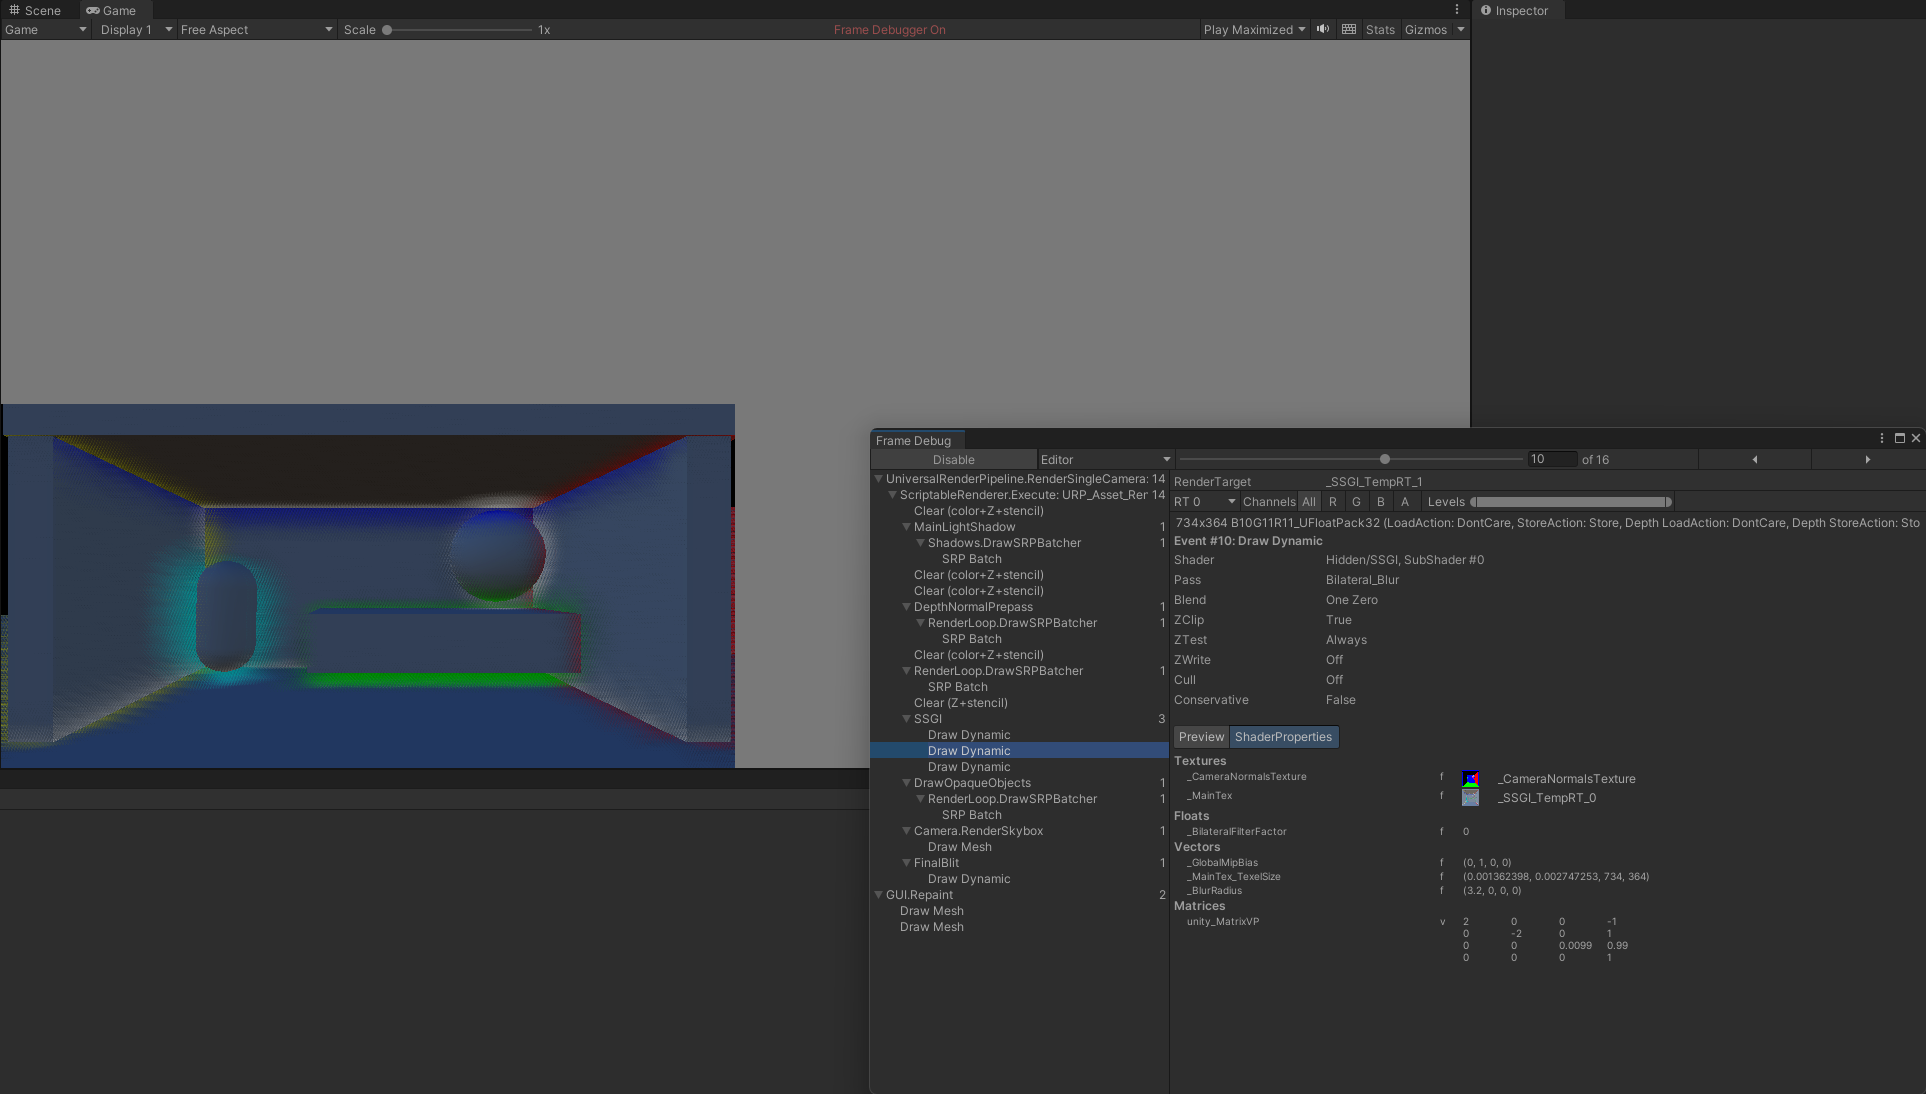 Scene Game Inspector
Game Display 1 Free Aspect Scale 1x Frame Debugger On Play Maximized Stats Gizmos
Frame Debug
Disable Editor 10 of 16
UniversalRenderPipeline.RenderSingleCamera: 14
ScriptableRenderer.Execute: URP_Asset_Rer 14
Clear (color+Z+stencil)
MainLightShadow 1
Shadows.DrawSRPBatcher 1
SRP Batch
Clear (color+Z+stencil)
Clear (color+Z+stencil)
DepthNormalPrepass 1
RenderLoop.DrawSRPBatcher 1
SRP Batch
Clear (color+Z+stencil)
RenderLoop.DrawSRPBatcher 1
SRP Batch
Clear (Z+stencil)
SSGI 3
Draw Dynamic
Draw Dynamic
Draw Dynamic
DrawOpaqueObjects 1
RenderLoop.DrawSRPBatcher 1
SRP Batch
Camera.RenderSkybox 1
Draw Mesh
FinalBlit 1
Draw Dynamic
GUI.Repaint 2
Draw Mesh
Draw Mesh
RenderTarget _SSGI_TempRT_1
RT 0 Channels All R G B A Levels
734x364 B10G11R11_UFloatPack32 (LoadAction: DontCare, StoreAction: Store, Depth LoadAction: DontCare, Depth StoreAction: Sto
Event #10: Draw Dynamic
Shader Hidden/SSGI, SubShader #0
Pass Bilateral_Blur
Blend One Zero
ZClip True
ZTest Always
ZWrite Off
Cull Off
Conservative False
Preview ShaderProperties
Textures
_CameraNormalsTexture f _CameraNormalsTexture
_MainTex f _SSGI_TempRT_0
Floats
_BilateralFilterFactor f 0
Vectors
_GlobalMipBias f (0, 1, 0, 0)
_MainTex_TexelSize f (0.001362398, 0.002747253, 734, 364)
_BlurRadius f (3.2, 0, 0, 0)
Matrices
unity_MatrixVP v 2 0 0 -1
0 -2 0 1
0 0 0.0099 0.99
0 0 0 1